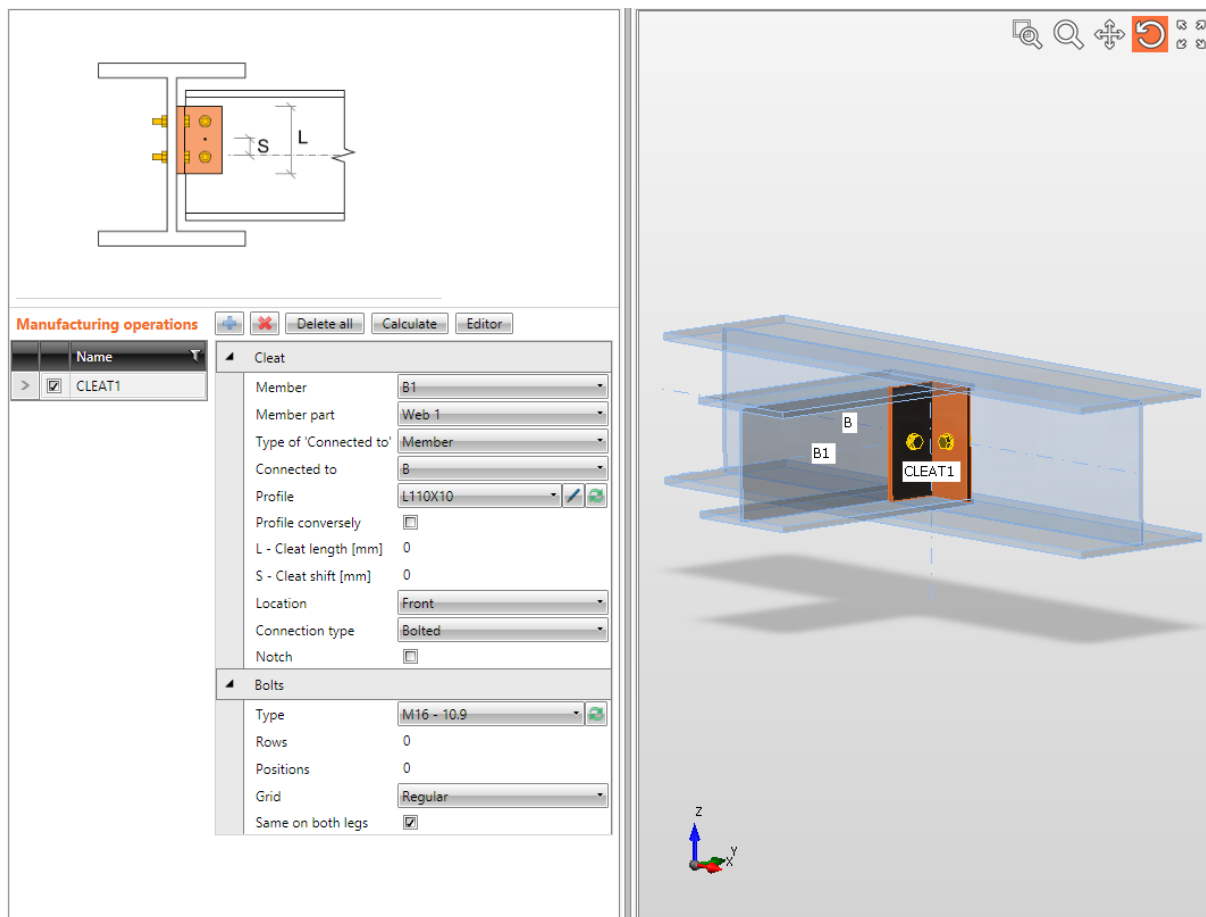 S
L
Manufacturing operations
Delete all
Calculate
Editor
Name
CLEAT1
Cleat
Member B1
Member part Web 1
Type of 'Connected to' Member
Connected to B
Profile L110X10
Profile conversely
L - Cleat length [mm] 0
S - Cleat shift [mm] 0
Location Front
Connection type Bolted
Notch
Bolts
Type M16 - 10.9
Rows 0
Positions 0
Grid Regular
Same on both legs
B
B1
CLEAT1
Z
Y
X